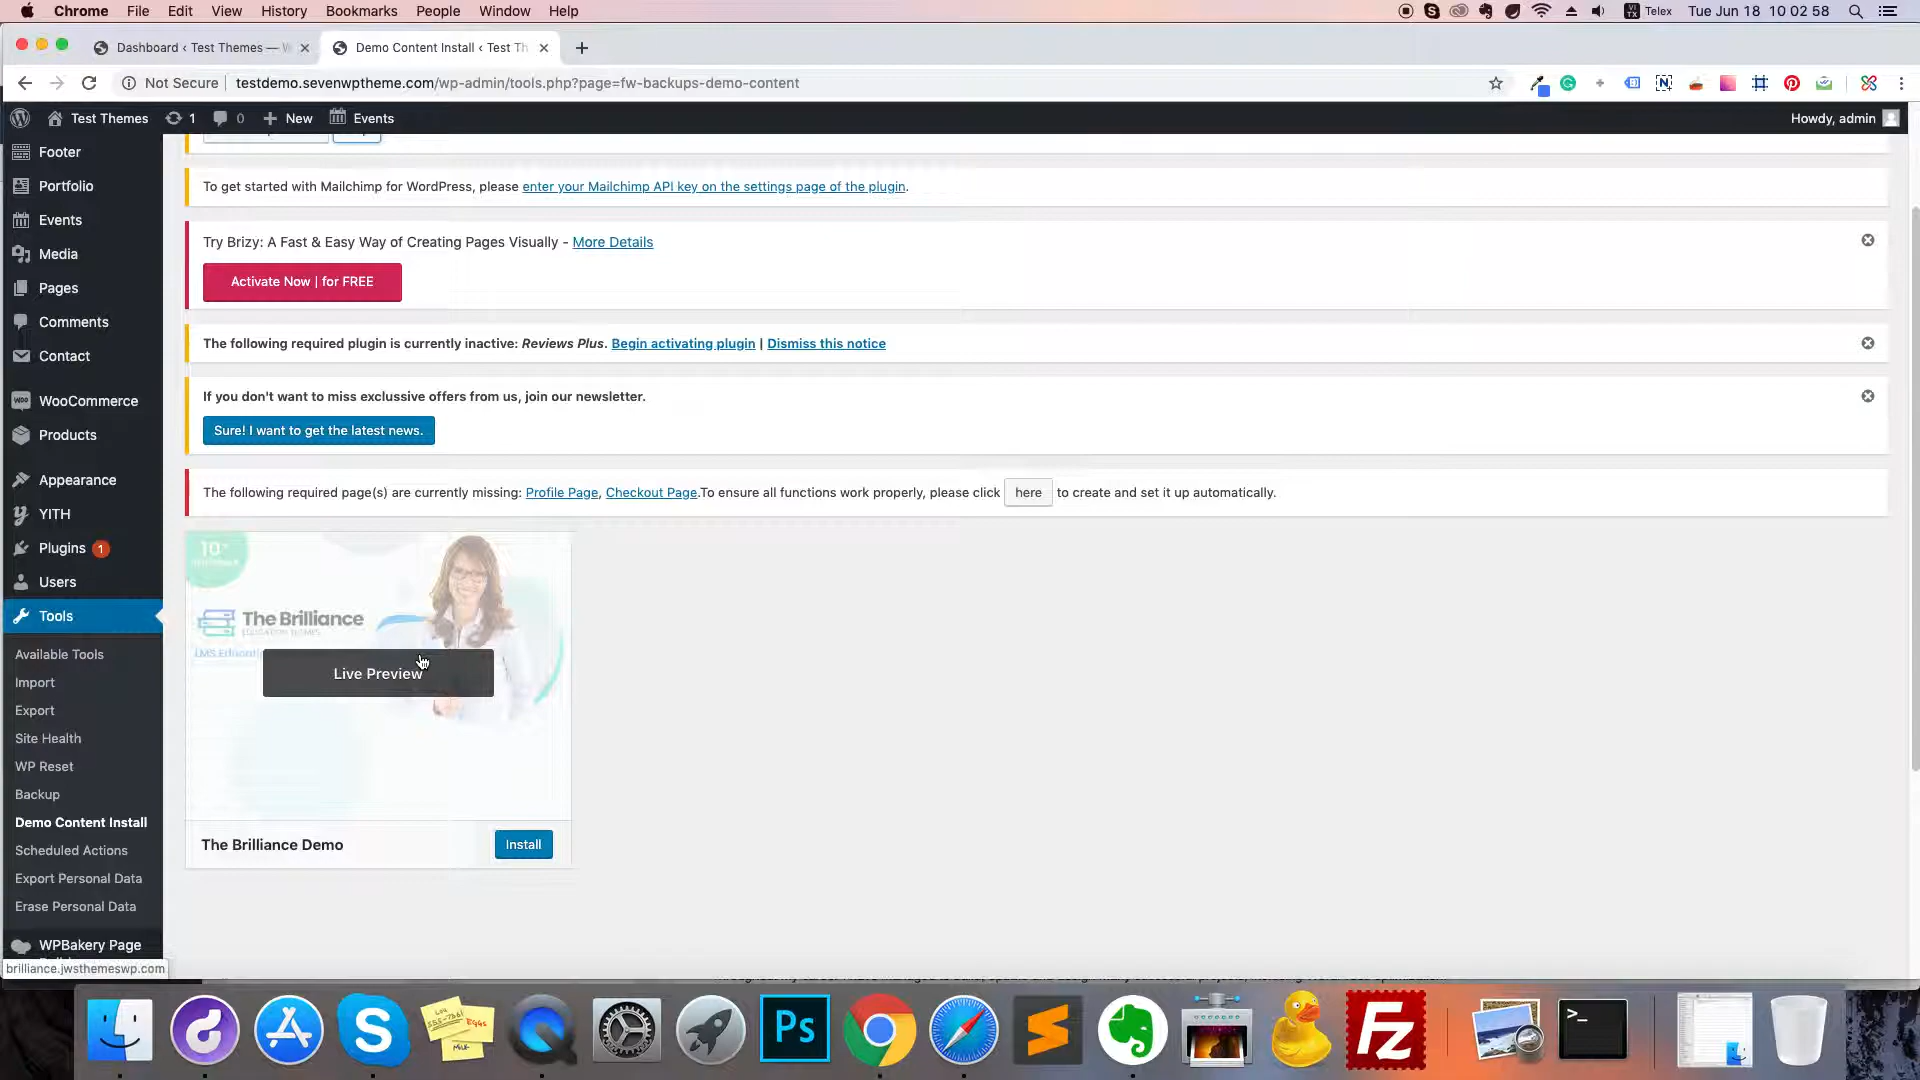 Chrome File Edit View History Bookmarks People Window Help
Telex Tue Jun 18 10 02 58
Dashboard ‹ Test Themes — W
Demo Content Install ‹ Test Th
Not Secure testdemo.sevenwptheme.com/wp-admin/tools.php?page=fw-backups-demo-content
Test Themes 1 0 New Events
Howdy, admin
Footer
Portfolio
Events
Media
Pages
Comments
Contact
WooCommerce
Products
Appearance
YITH
Plugins 1
Users
Tools
Available Tools
Import
Export
Site Health
WP Reset
Backup
Demo Content Install
Scheduled Actions
Export Personal Data
Erase Personal Data
WPBakery Page
brilliance.jwsthemeswp.com
To get started with Mailchimp for WordPress, please enter your Mailchimp API key on the settings page of the plugin.
Try Brizy: A Fast & Easy Way of Creating Pages Visually - More Details
Activate Now | for FREE
The following required plugin is currently inactive: Reviews Plus. Begin activating plugin | Dismiss this notice
If you don't want to miss exclussive offers from us, join our newsletter.
Sure! I want to get the latest news.
The following required page(s) are currently missing: Profile Page, Checkout Page.To ensure all functions work properly, please click here to create and set it up automatically.
10
The Brilliance
EDUCATION THEMES
Live Preview
The Brilliance Demo
Install
Ps
Fz